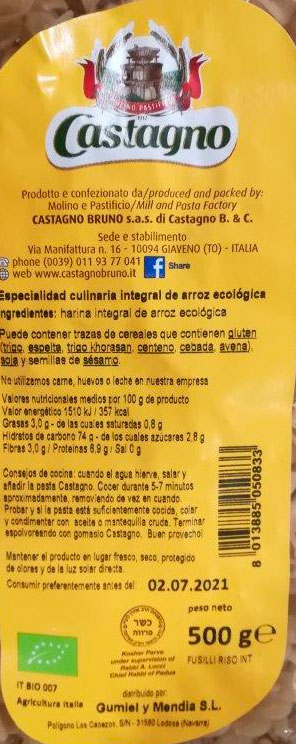 MOLINO PASTIFICIO
Castagno
Prodotto e confezionato da/produced and packed by:
Molino e Pastificio/Mill and Pasta Factory
CASTAGNO BRUNO s.a.s. di Castagno B. & C.
Sede e stabilimento
Via Manifattura n. 16 - 10094 GIAVENO (TO) - ITALIA
phone (0039) 011 93 77 041
web www.castagnobruno.it
f Share
Especialidad culinaria integral de arroz ecológica
Ingredientes: harina integral de arroz ecológica
Puede contener trazas de cereales que contienen gluten
(trigo, espelta, trigo khorasan, centeno, cebada, avena),
soja y semillas de sésamo.
No utilizamos carne, huevos o leche en nuestra empresa
Valores nutricionales medios por 100 g de producto
Valor energético 1510 kJ / 357 kcal
Grasas 3,0 g - de las cuales saturadas 0,8 g
Hidratos de carbono 74 g - de los cuales azúcares 2,8 g
Fibras 3,0 g / Proteinas 6,9 g / Sal 0 g
Consejos de cocina: cuando el agua hierve, salar y
añadir la pasta Castagno. Cocer durante 5-7 minutos
aproximadamente, removiendo de vez en cuando.
Probar y si la pasta está suficientemente cocida, colar
y condimentar con aceite o mantequilla cruda. Terminar
espolvoreando con gomasio Castagno. Buen provecho!
8 013885 050833
Mantener el producto en lugar fresco, seco, protegido
de olores y de la luz solar directa.
Consumir preferentemente antes del: 02.07.2021
peso neto
500 g e
FUSILLI RISO INT
כשר
פרווה
Kosher Parve
under supervision of
Rabbi A. Locci
Chief Rabbi of Padua
IT BIO 007
Agricoltura Italia
distribuido por:
Gumiel y Mendia S.L.
Poligono Los Cabezos, S/N - 31580 Lodosa (Navarra)